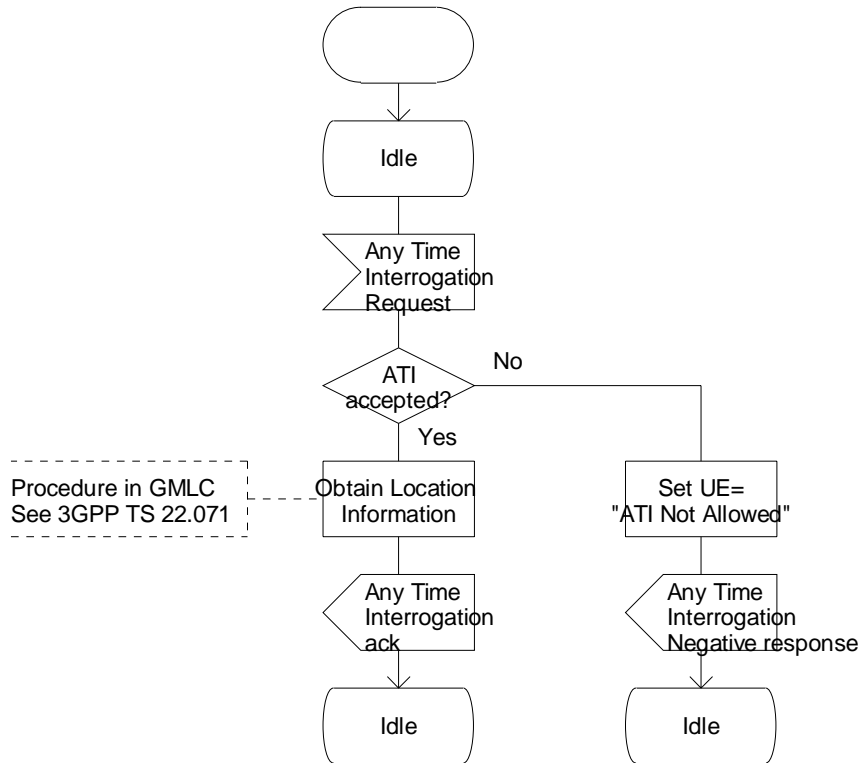 Idle
Any Time
Interrogation
Request
ATI
accepted?
No
Yes
Procedure in GMLC
See 3GPP TS 22.071
Obtain Location
Information
Set UE=
"ATI Not Allowed"
Any Time
Interrogation
ack
Any Time
Interrogation
Negative response
Idle
Idle